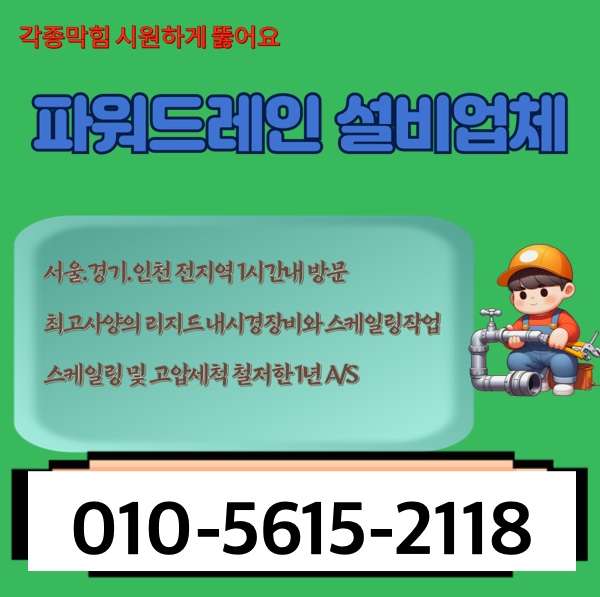 각종막힘 시원하게 뚫어요
파워드레인 설비업체
서울.경기.인천 전지역 1시간내 방문
최고사양의 리지드 내시경장비와 스케일링작업
스케일링 및 고압세척 철저한 1년 A/S
010-5615-2118